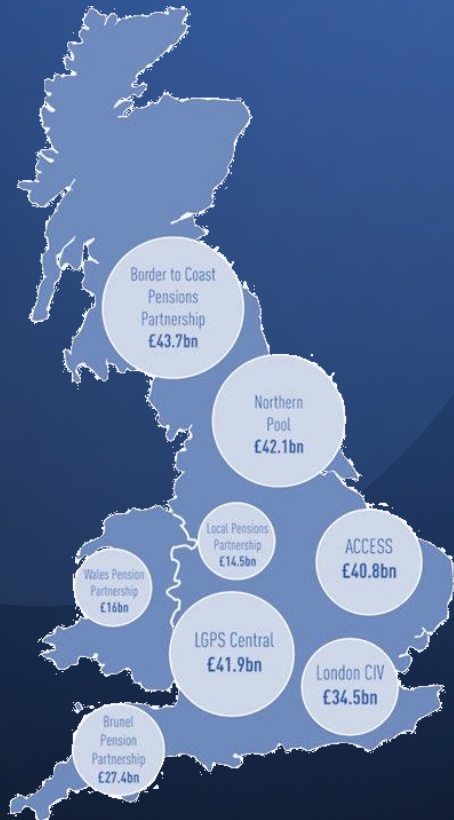 Border to Coast
Pensions
Partnership
£43.7bn
Northern
Pool
£42.1bn
Local Pensions
Partnership
£14.5bn
ACCESS
£40.8bn
Wales Pension
Partnership
£16bn
LGPS Central
£41.9bn
London CIV
£34.5bn
Brunel
Pension
Partnership
£27.4bn